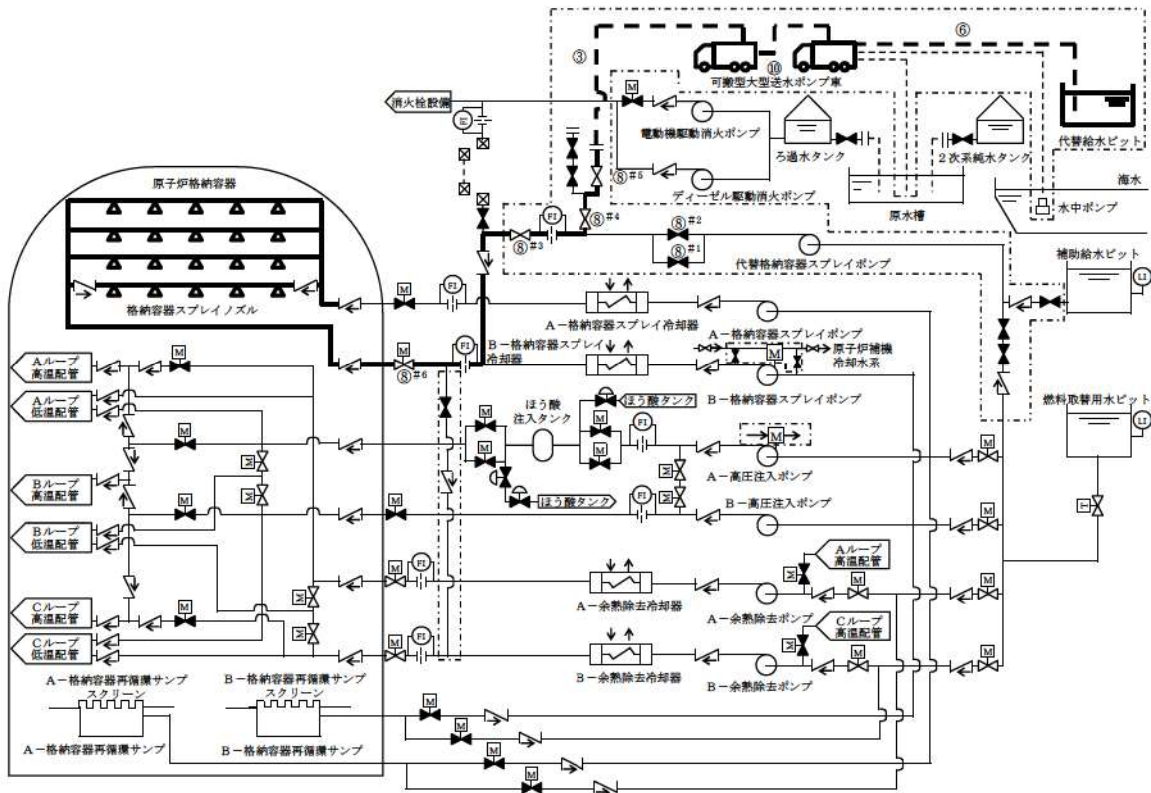 ⑥
③
⑩
可搬型大型送水ポンプ車
消火栓設備
M
FI
電動機駆動消火ポンプ
ろ過水タンク
2次系純水タンク
代替給水ピット
⑧#5
ディーゼル駆動消火ポンプ
原水槽
海水
水中ポンプ
原子炉格納容器
⑧#4
FI
⑧#3
⑧#2
⑧#1
代替格納容器スプレイポンプ
補助給水ピット
LI
格納容器スプレイノズル
M
FI
A-格納容器スプレイ冷却器
A-格納容器スプレイポンプ
B-格納容器スプレイ
冷却器
原子炉補機
冷却水系
M
M
FI
⑧#6
B-格納容器スプレイポンプ
Aループ
高温配管
M
Aループ
低温配管
ほう酸
注入タンク
ほう酸タンク
燃料取替用水ピット
LI
M
M
M
M
M
FI
M
M
A-高圧注入ポンプ
M
M
Bループ
高温配管
M
M
ほう酸タンク
FI
M
B-高圧注入ポンプ
M
T
Bループ
低温配管
M
M
Aループ
高温配管
M
FI
A-余熱除去冷却器
M
M
M
A-余熱除去ポンプ
M
Cループ
高温配管
M
M
Cループ
高温配管
Cループ
低温配管
M
FI
B-余熱除去冷却器
M
M
M
B-余熱除去ポンプ
A-格納容器再循環サンプ
スクリーン
B-格納容器再循環サンプ
スクリーン
A-格納容器再循環サンプ
B-格納容器再循環サンプ
M
M
M
M